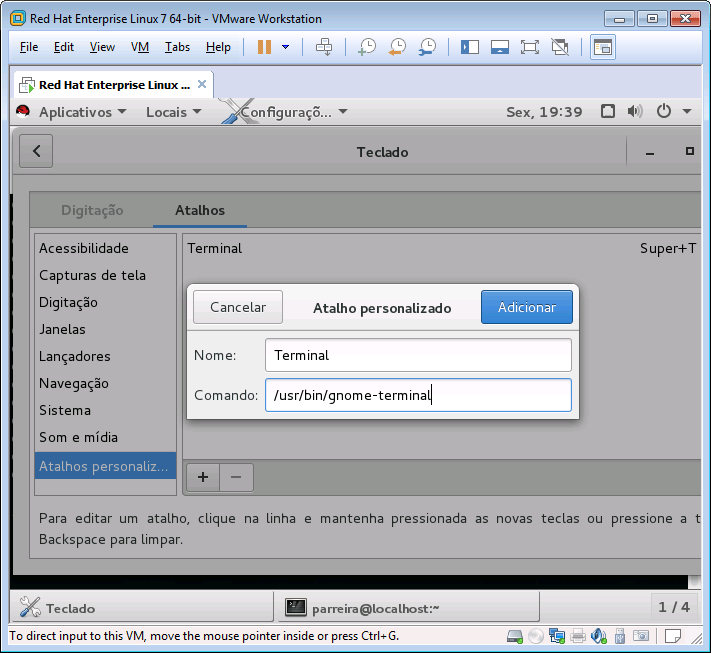 Red Hat Enterprise Linux 7 64-bit - VMware Workstation
File Edit View VM Tabs Help
Red Hat Enterprise Linux ...
Aplicativos Locais Configuraçõ... Sex, 19:39
Teclado
Digitação Atalhos
Acessibilidade
Capturas de tela
Digitação
Janelas
Lançadores
Navegação
Sistema
Som e mídia
Atalhos personaliz...
Terminal Super+T
Cancelar Atalho personalizado Adicionar
Nome: Terminal
Comando: /usr/bin/gnome-terminal
+ −
Para editar um atalho, clique na linha e mantenha pressionada as novas teclas ou pressione a t
Backspace para limpar.
Teclado parreira@localhost:~ 1 / 4
To direct input to this VM, move the mouse pointer inside or press Ctrl+G.